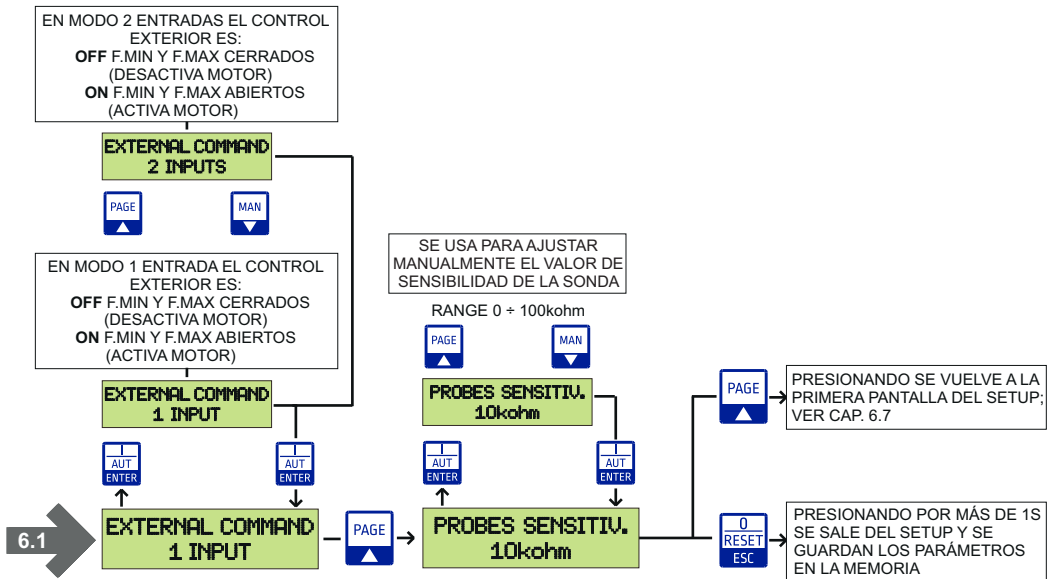 EN MODO 2 ENTRADAS EL CONTROL
EXTERIOR ES:
OFF F.MIN Y F.MAX CERRADOS
(DESACTIVA MOTOR)
ON F.MIN Y F.MAX ABIERTOS
(ACTIVA MOTOR)
EXTERNAL COMMAND
2 INPUTS
PAGE
MAN
EN MODO 1 ENTRADA EL CONTROL
EXTERIOR ES:
OFF F.MIN Y F.MAX CERRADOS
(DESACTIVA MOTOR)
ON F.MIN Y F.MAX ABIERTOS
(ACTIVA MOTOR)
EXTERNAL COMMAND
1 INPUT
I
AUT
ENTER
I
AUT
ENTER
6.1
EXTERNAL COMMAND
1 INPUT
PAGE
SE USA PARA AJUSTAR
MANUALMENTE EL VALOR DE
SENSIBILIDAD DE LA SONDA
RANGE 0 ÷ 100kohm
PAGE
MAN
PROBES SENSITIV.
10kohm
I
AUT
ENTER
I
AUT
ENTER
PROBES SENSITIV.
10kohm
PAGE
PRESIONANDO SE VUELVE A LA
PRIMERA PANTALLA DEL SETUP;
VER CAP. 6.7
0
RESET
ESC
PRESIONANDO POR MÁS DE 1S
SE SALE DEL SETUP Y SE
GUARDAN LOS PARÁMETROS
EN LA MEMORIA